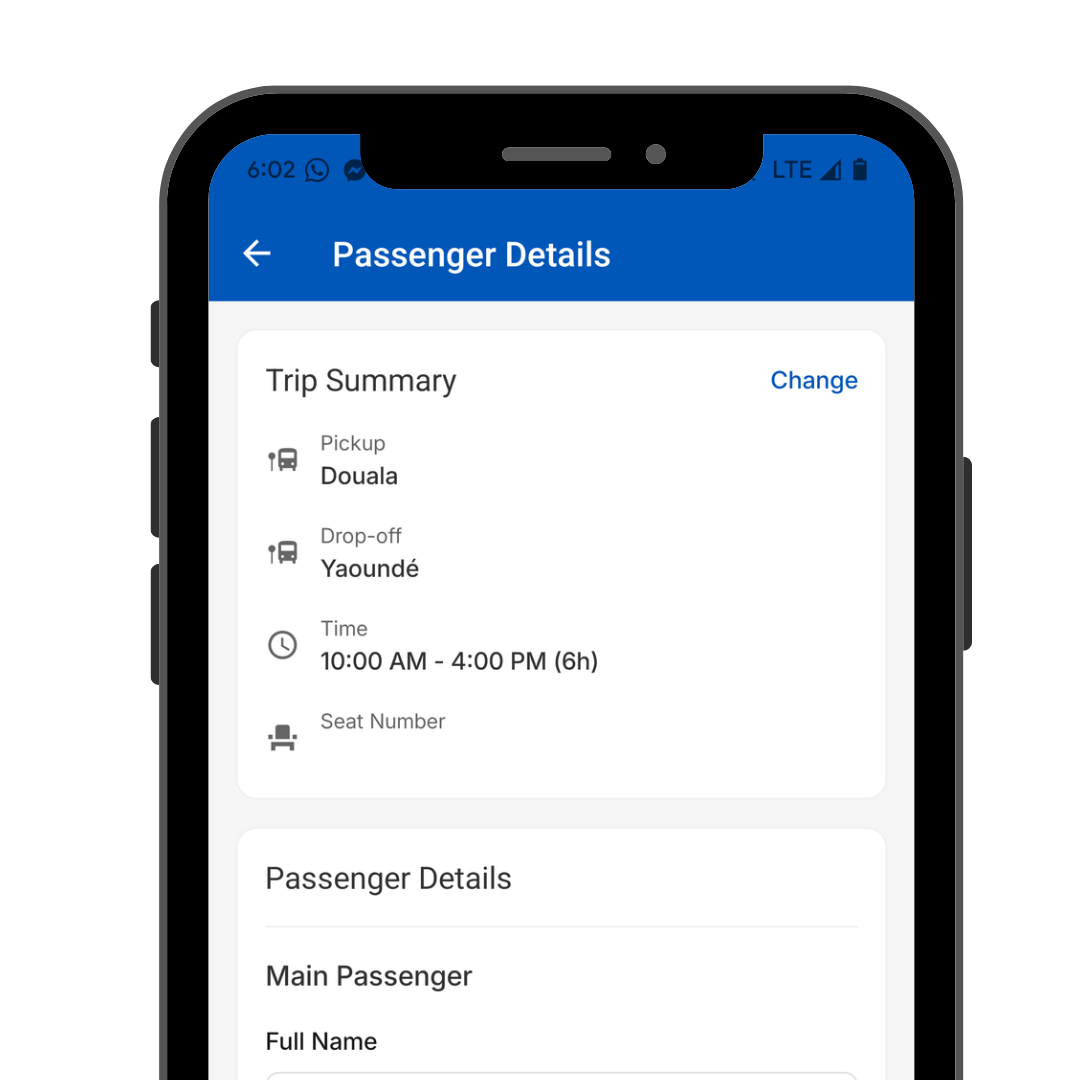 6:02
LTE
Passenger Details
Trip Summary
Change
Pickup
Douala
Drop-off
Yaoundé
Time
10:00 AM - 4:00 PM (6h)
Seat Number
Passenger Details
Main Passenger
Full Name